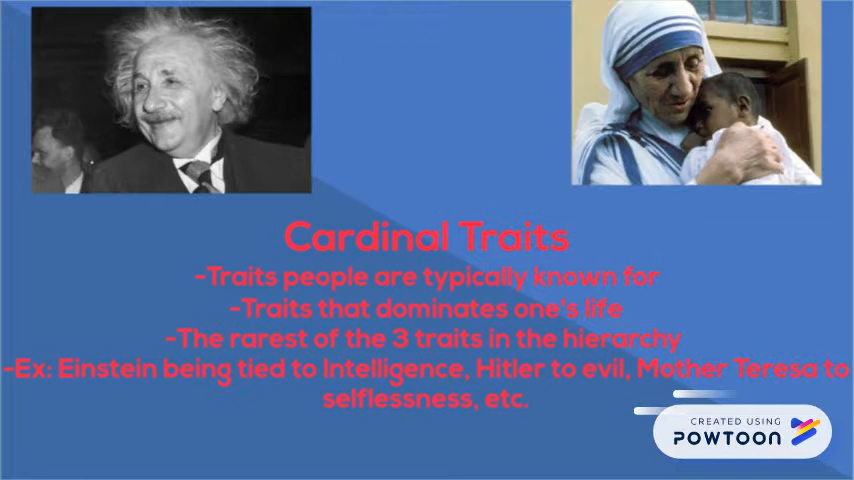 Cardinal Traits
-Traits people are typically known for
-Traits that dominates one's life
-The rarest of the 3 traits in the hierarchy
-Ex: Einstein being tied to Intelligence, Hitler to evil, Mother Teresa to
selflessness, etc.
CREATED USING
POWTOON